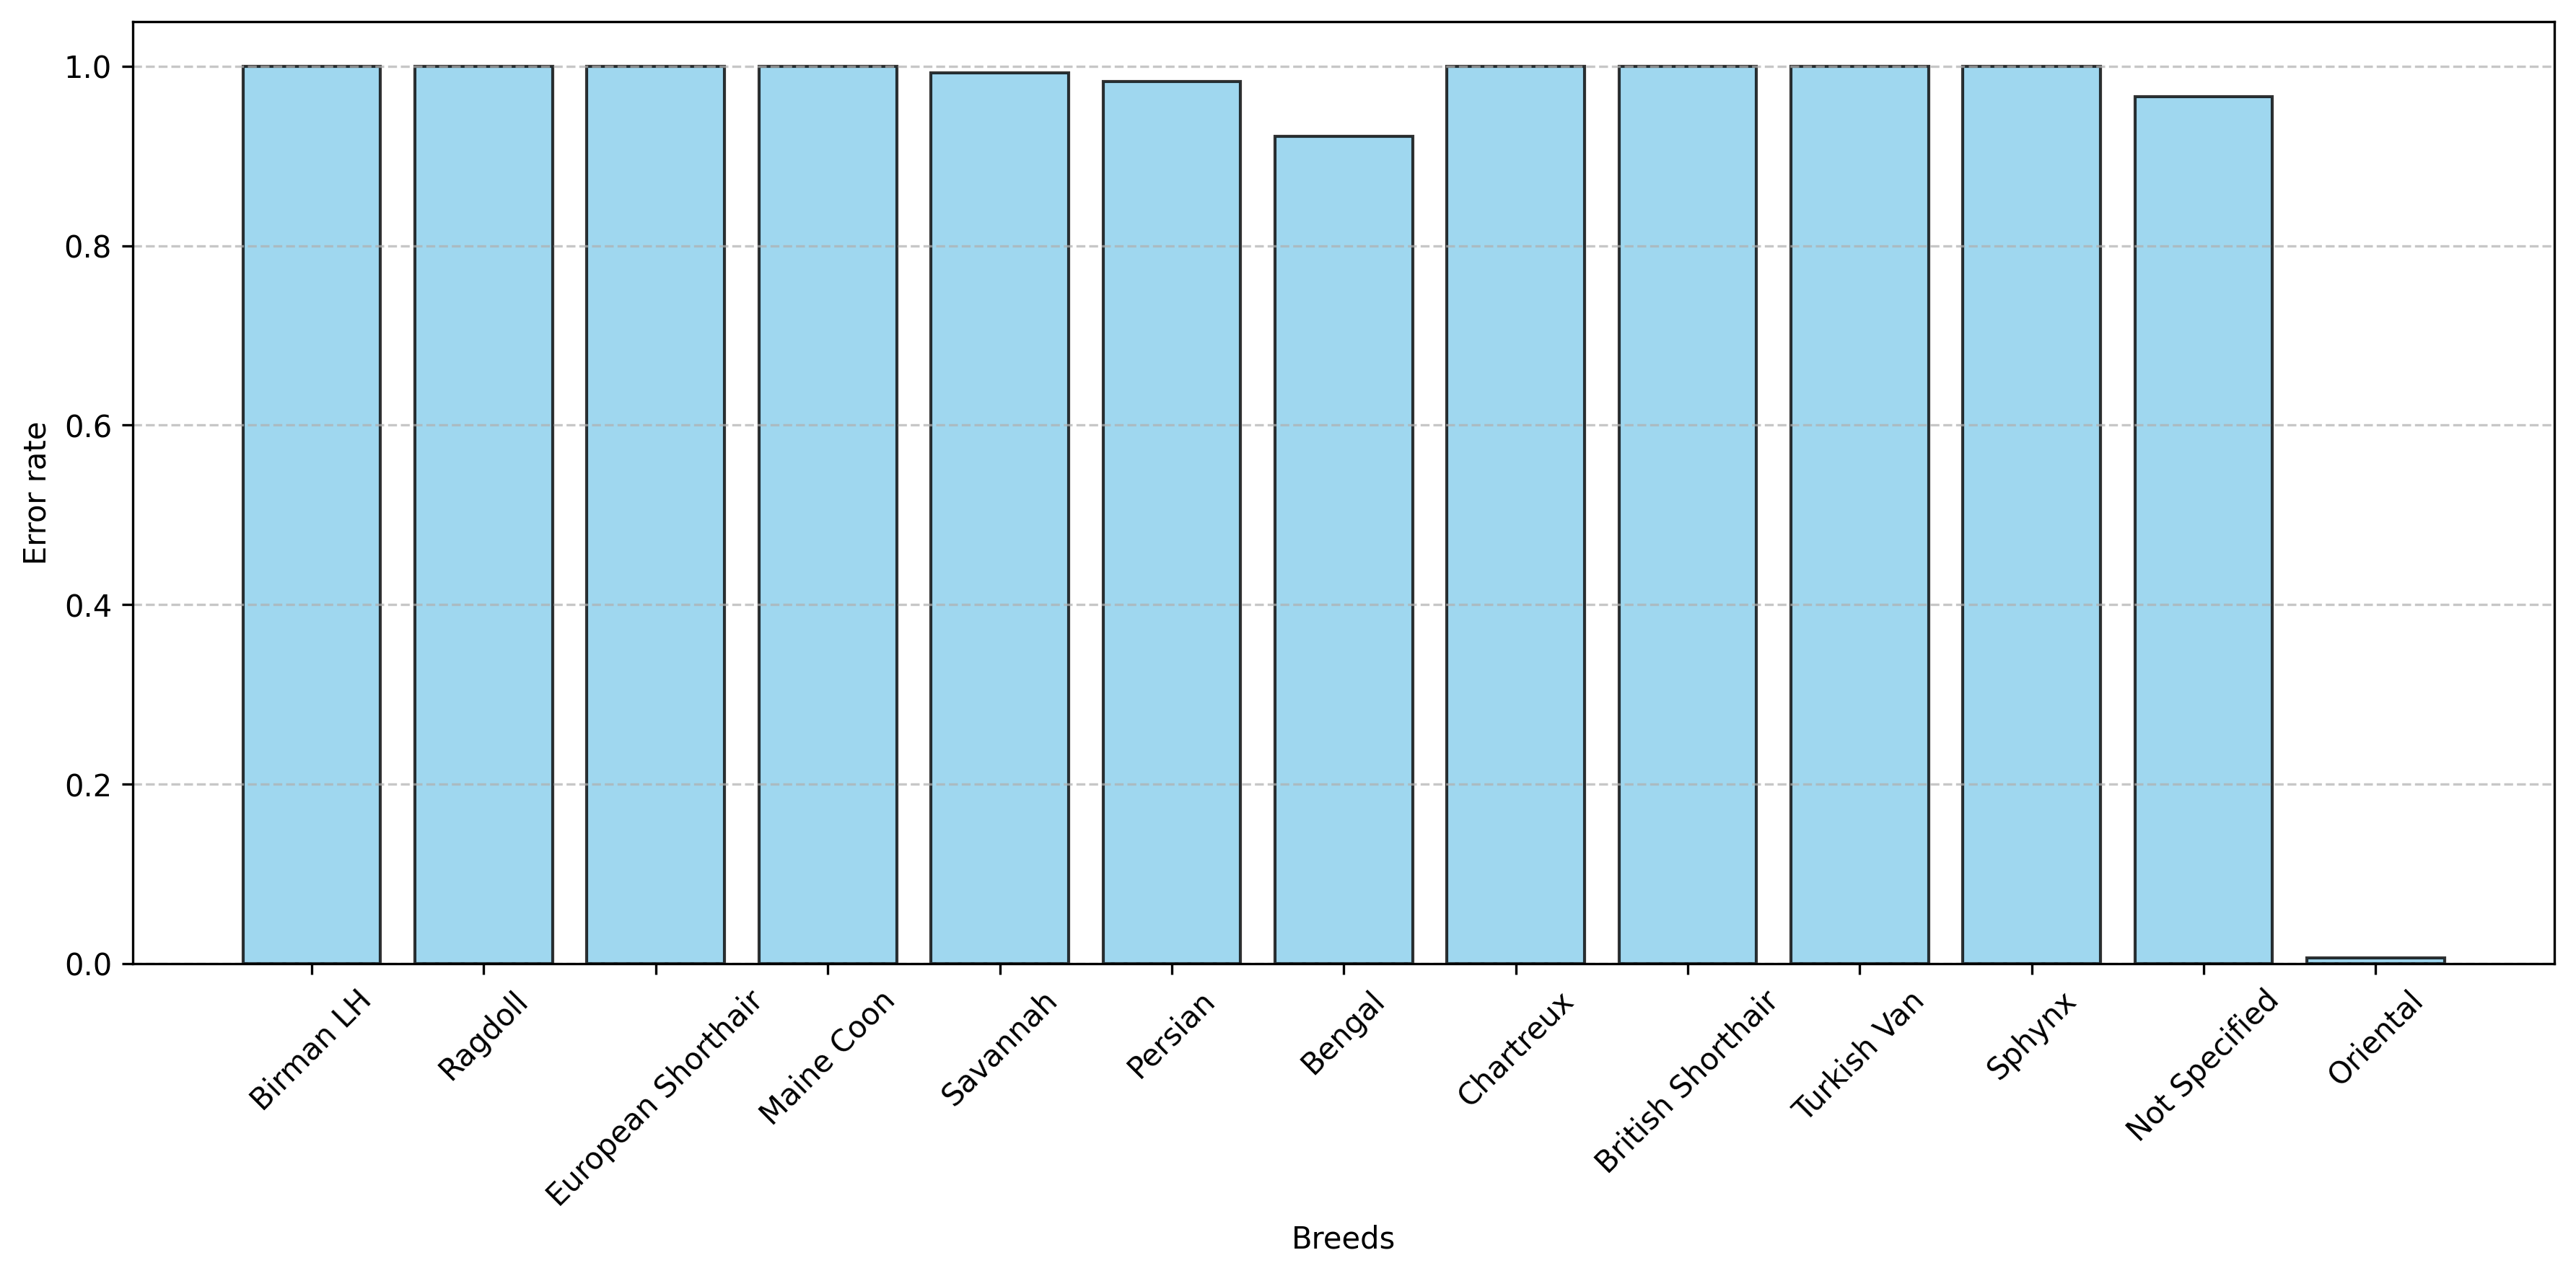 1.0
0.8
0.6
0.4
0.2
0.0
Error rate
Birman LH
Ragdoll
European Shorthair
Maine Coon
Savannah
Persian
Bengal
Chartreux
British Shorthair
Turkish Van
Sphynx
Not Specified
Oriental
Breeds